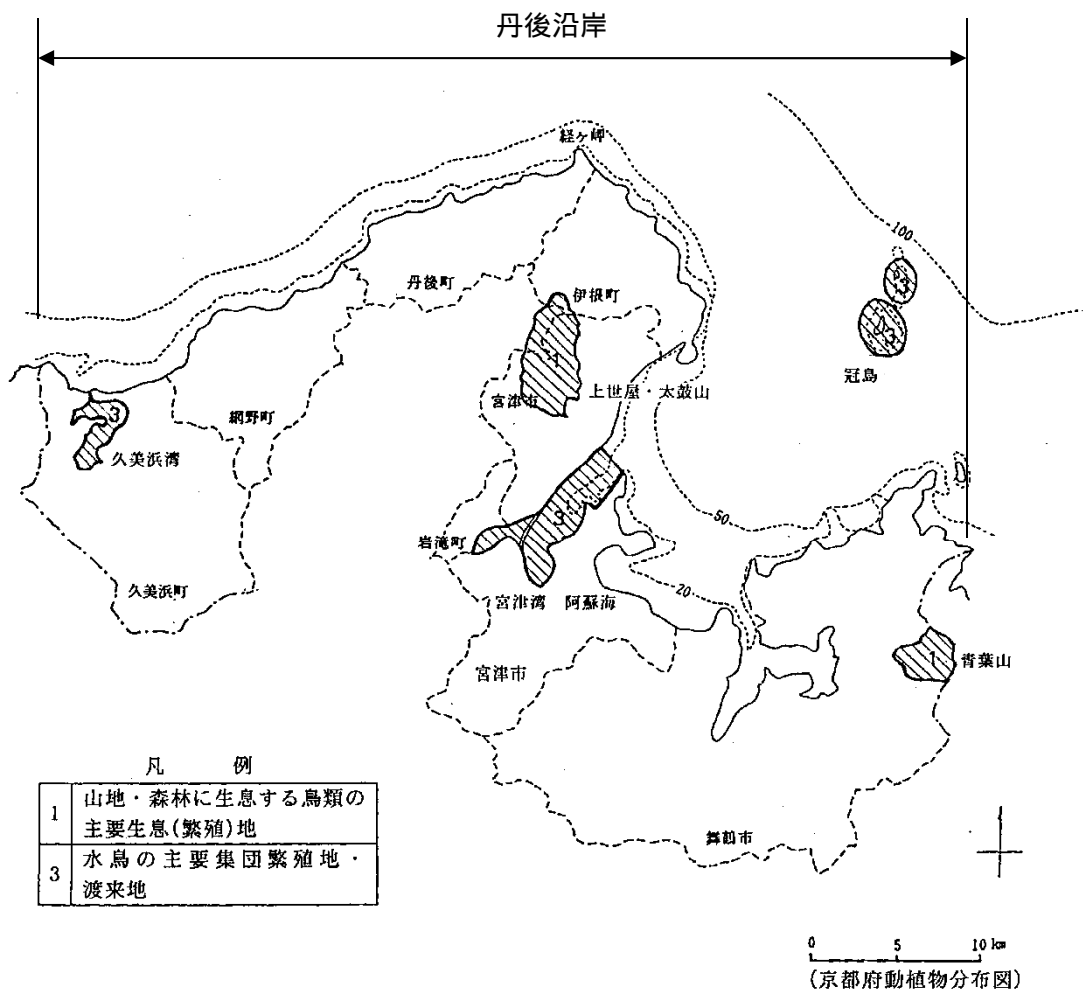 丹後沿岸
経ヶ岬
100
丹後町
伊根町
3
3
1
冠島
宮津市
上世屋・太鼓山
3
網野町
久美浜湾
3
50
岩滝町
久美浜町
宮津湾 阿蘇海
20
1
青葉山
宮津市
凡例
1 山地・森林に生息する鳥類の
主要生息(繁殖)地
3 水鳥の主要集団繁殖地・
渡来地
舞鶴市
0 5 10 km
(京都府動植物分布図)